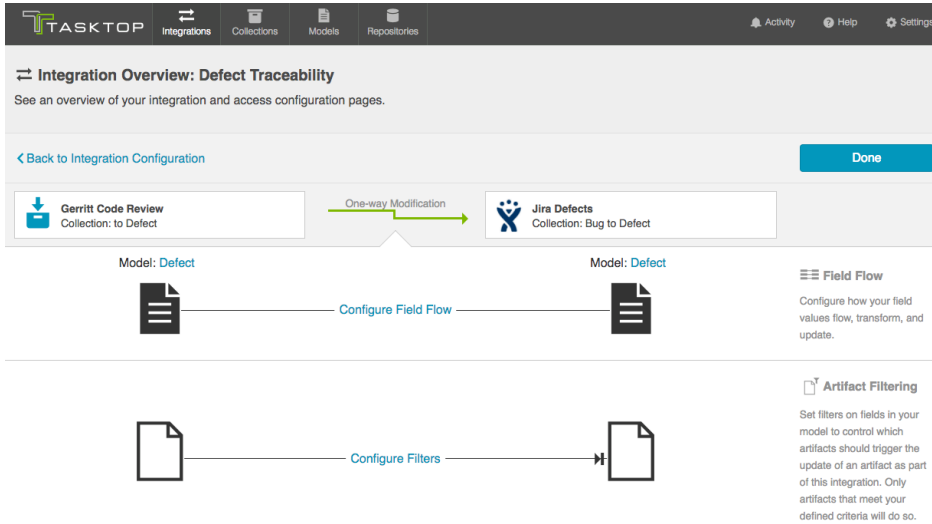 TASKTOP
Integrations
Collections
Models
Repositories
Activity
Help
Settings
Integration Overview: Defect Traceability
See an overview of your integration and access configuration pages.
Back to Integration Configuration
Done
Gerritt Code Review
Collection: to Defect
One-way Modification
Jira Defects
Collection: Bug to Defect
Model: Defect
Model: Defect
Configure Field Flow
Field Flow
Configure how your field
values flow, transform, and
update.
Configure Filters
Artifact Filtering
Set filters on fields in your
model to control which
artifacts should trigger the
update of an artifact as part
of this integration. Only
artifacts that meet your
defined criteria will do so.